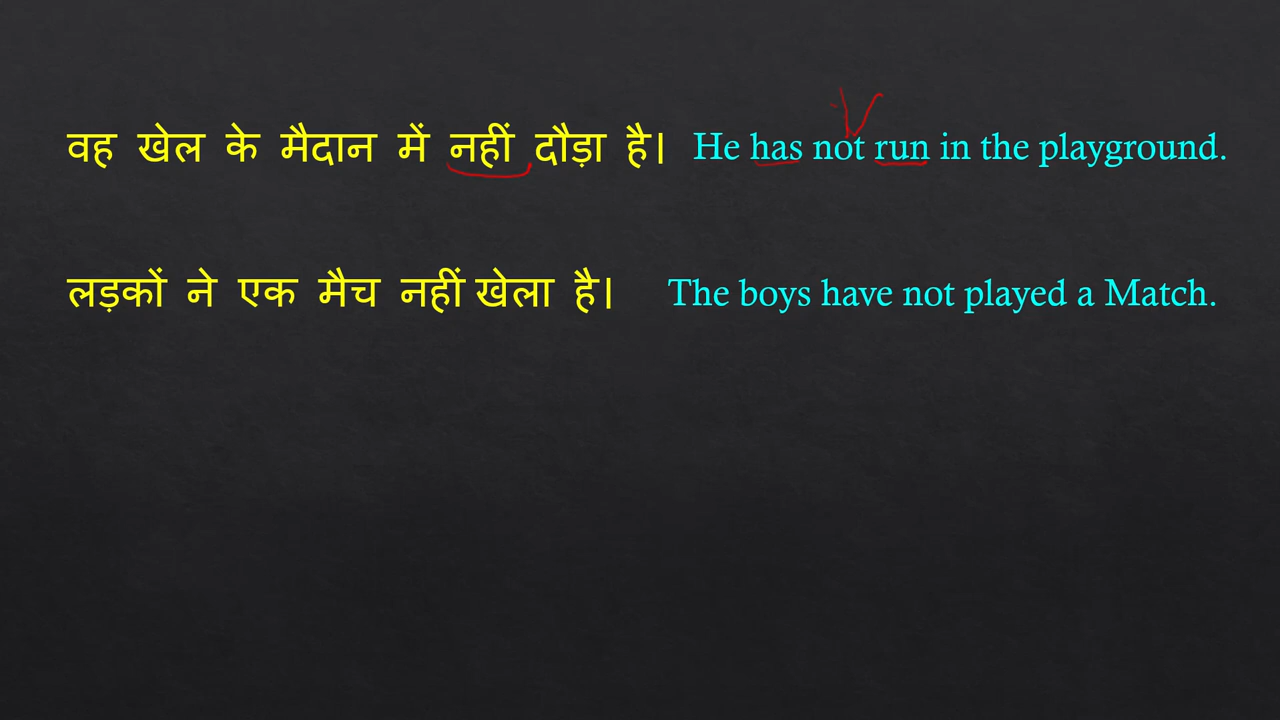 वह खेल के मैदान में नहीं दौड़ा है। He has not run in the playground.
लड़कों ने एक मैच नहीं खेला है। The boys have not played a Match.